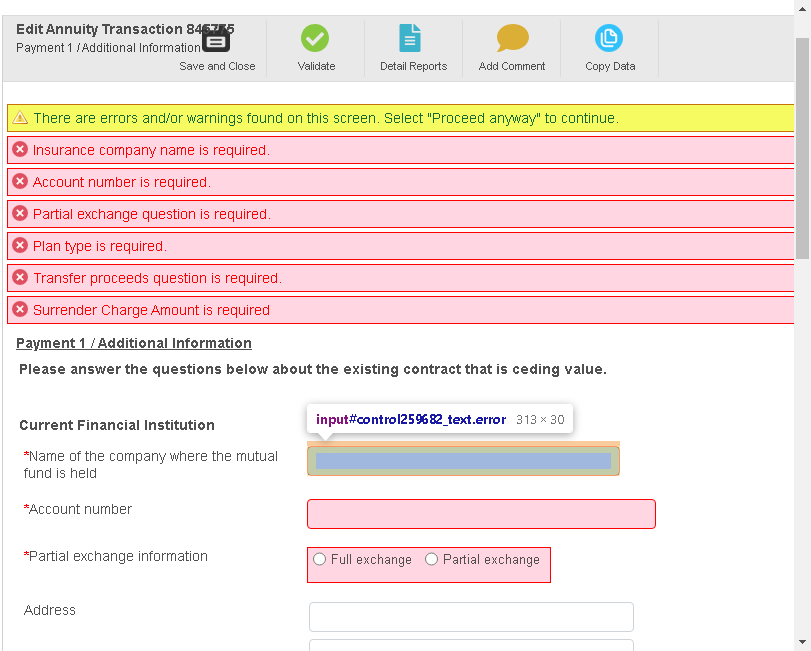 Edit Annuity Transaction 846775
Payment 1 / Additional Information
Save and Close
Validate
Detail Reports
Add Comment
Copy Data
There are errors and/or warnings found on this screen. Select "Proceed anyway" to continue.
Insurance company name is required.
Account number is required.
Partial exchange question is required.
Plan type is required.
Transfer proceeds question is required.
Surrender Charge Amount is required
Payment 1 / Additional Information
Please answer the questions below about the existing contract that is ceding value.
Current Financial Institution
input#control259682_text.error 313 × 30
*Name of the company where the mutual
fund is held
*Account number
*Partial exchange information
Full exchange
Partial exchange
Address